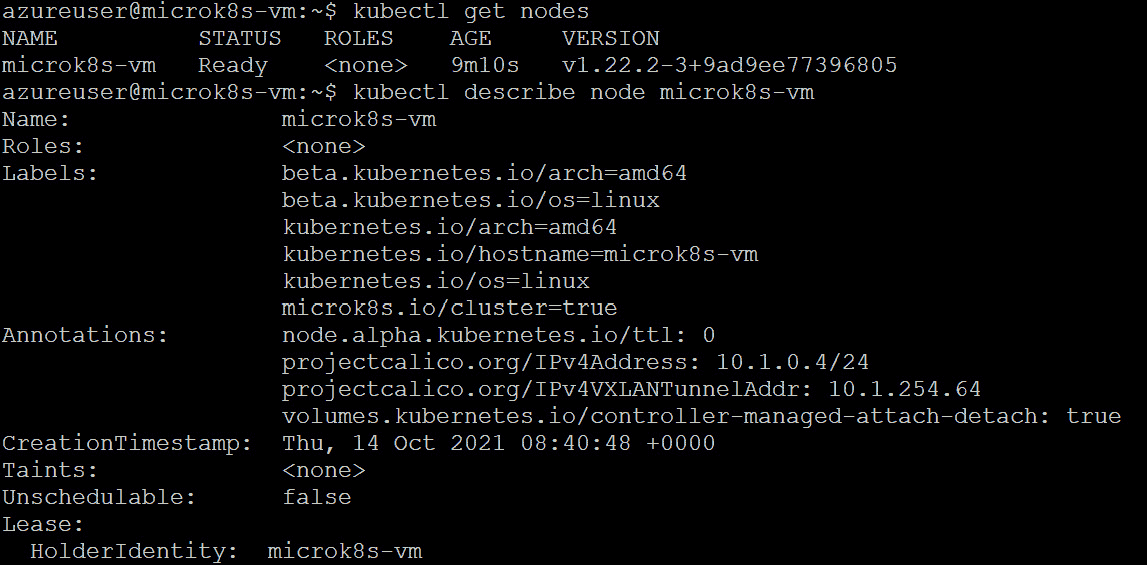 azureuser@microk8s-vm:~$ kubectl get nodes
NAME          STATUS   ROLES    AGE     VERSION
microk8s-vm   Ready    <none>   9m10s   v1.22.2-3+9ad9ee77396805
azureuser@microk8s-vm:~$ kubectl describe node microk8s-vm
Name:               microk8s-vm
Roles:              <none>
Labels:             beta.kubernetes.io/arch=amd64
                    beta.kubernetes.io/os=linux
                    kubernetes.io/arch=amd64
                    kubernetes.io/hostname=microk8s-vm
                    kubernetes.io/os=linux
                    microk8s.io/cluster=true
Annotations:        node.alpha.kubernetes.io/ttl: 0
                    projectcalico.org/IPv4Address: 10.1.0.4/24
                    projectcalico.org/IPv4VXLANTunnelAddr: 10.1.254.64
                    volumes.kubernetes.io/controller-managed-attach-detach: true
CreationTimestamp:  Thu, 14 Oct 2021 08:40:48 +0000
Taints:             <none>
Unschedulable:      false
Lease:
  HolderIdentity:  microk8s-vm